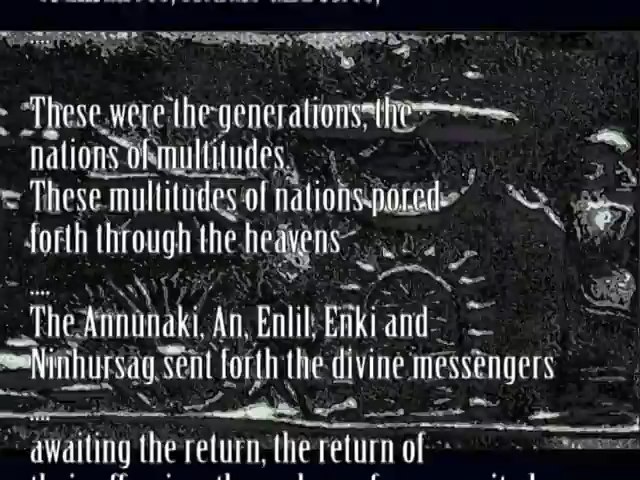 ....
These were the generations, the
nations of multitudes.
These multitudes of nations pored
forth through the heavens
....
The Annunaki, An, Enlil, Enki and
Ninhursag sent forth the divine messengers
....
awaiting the return, the return of